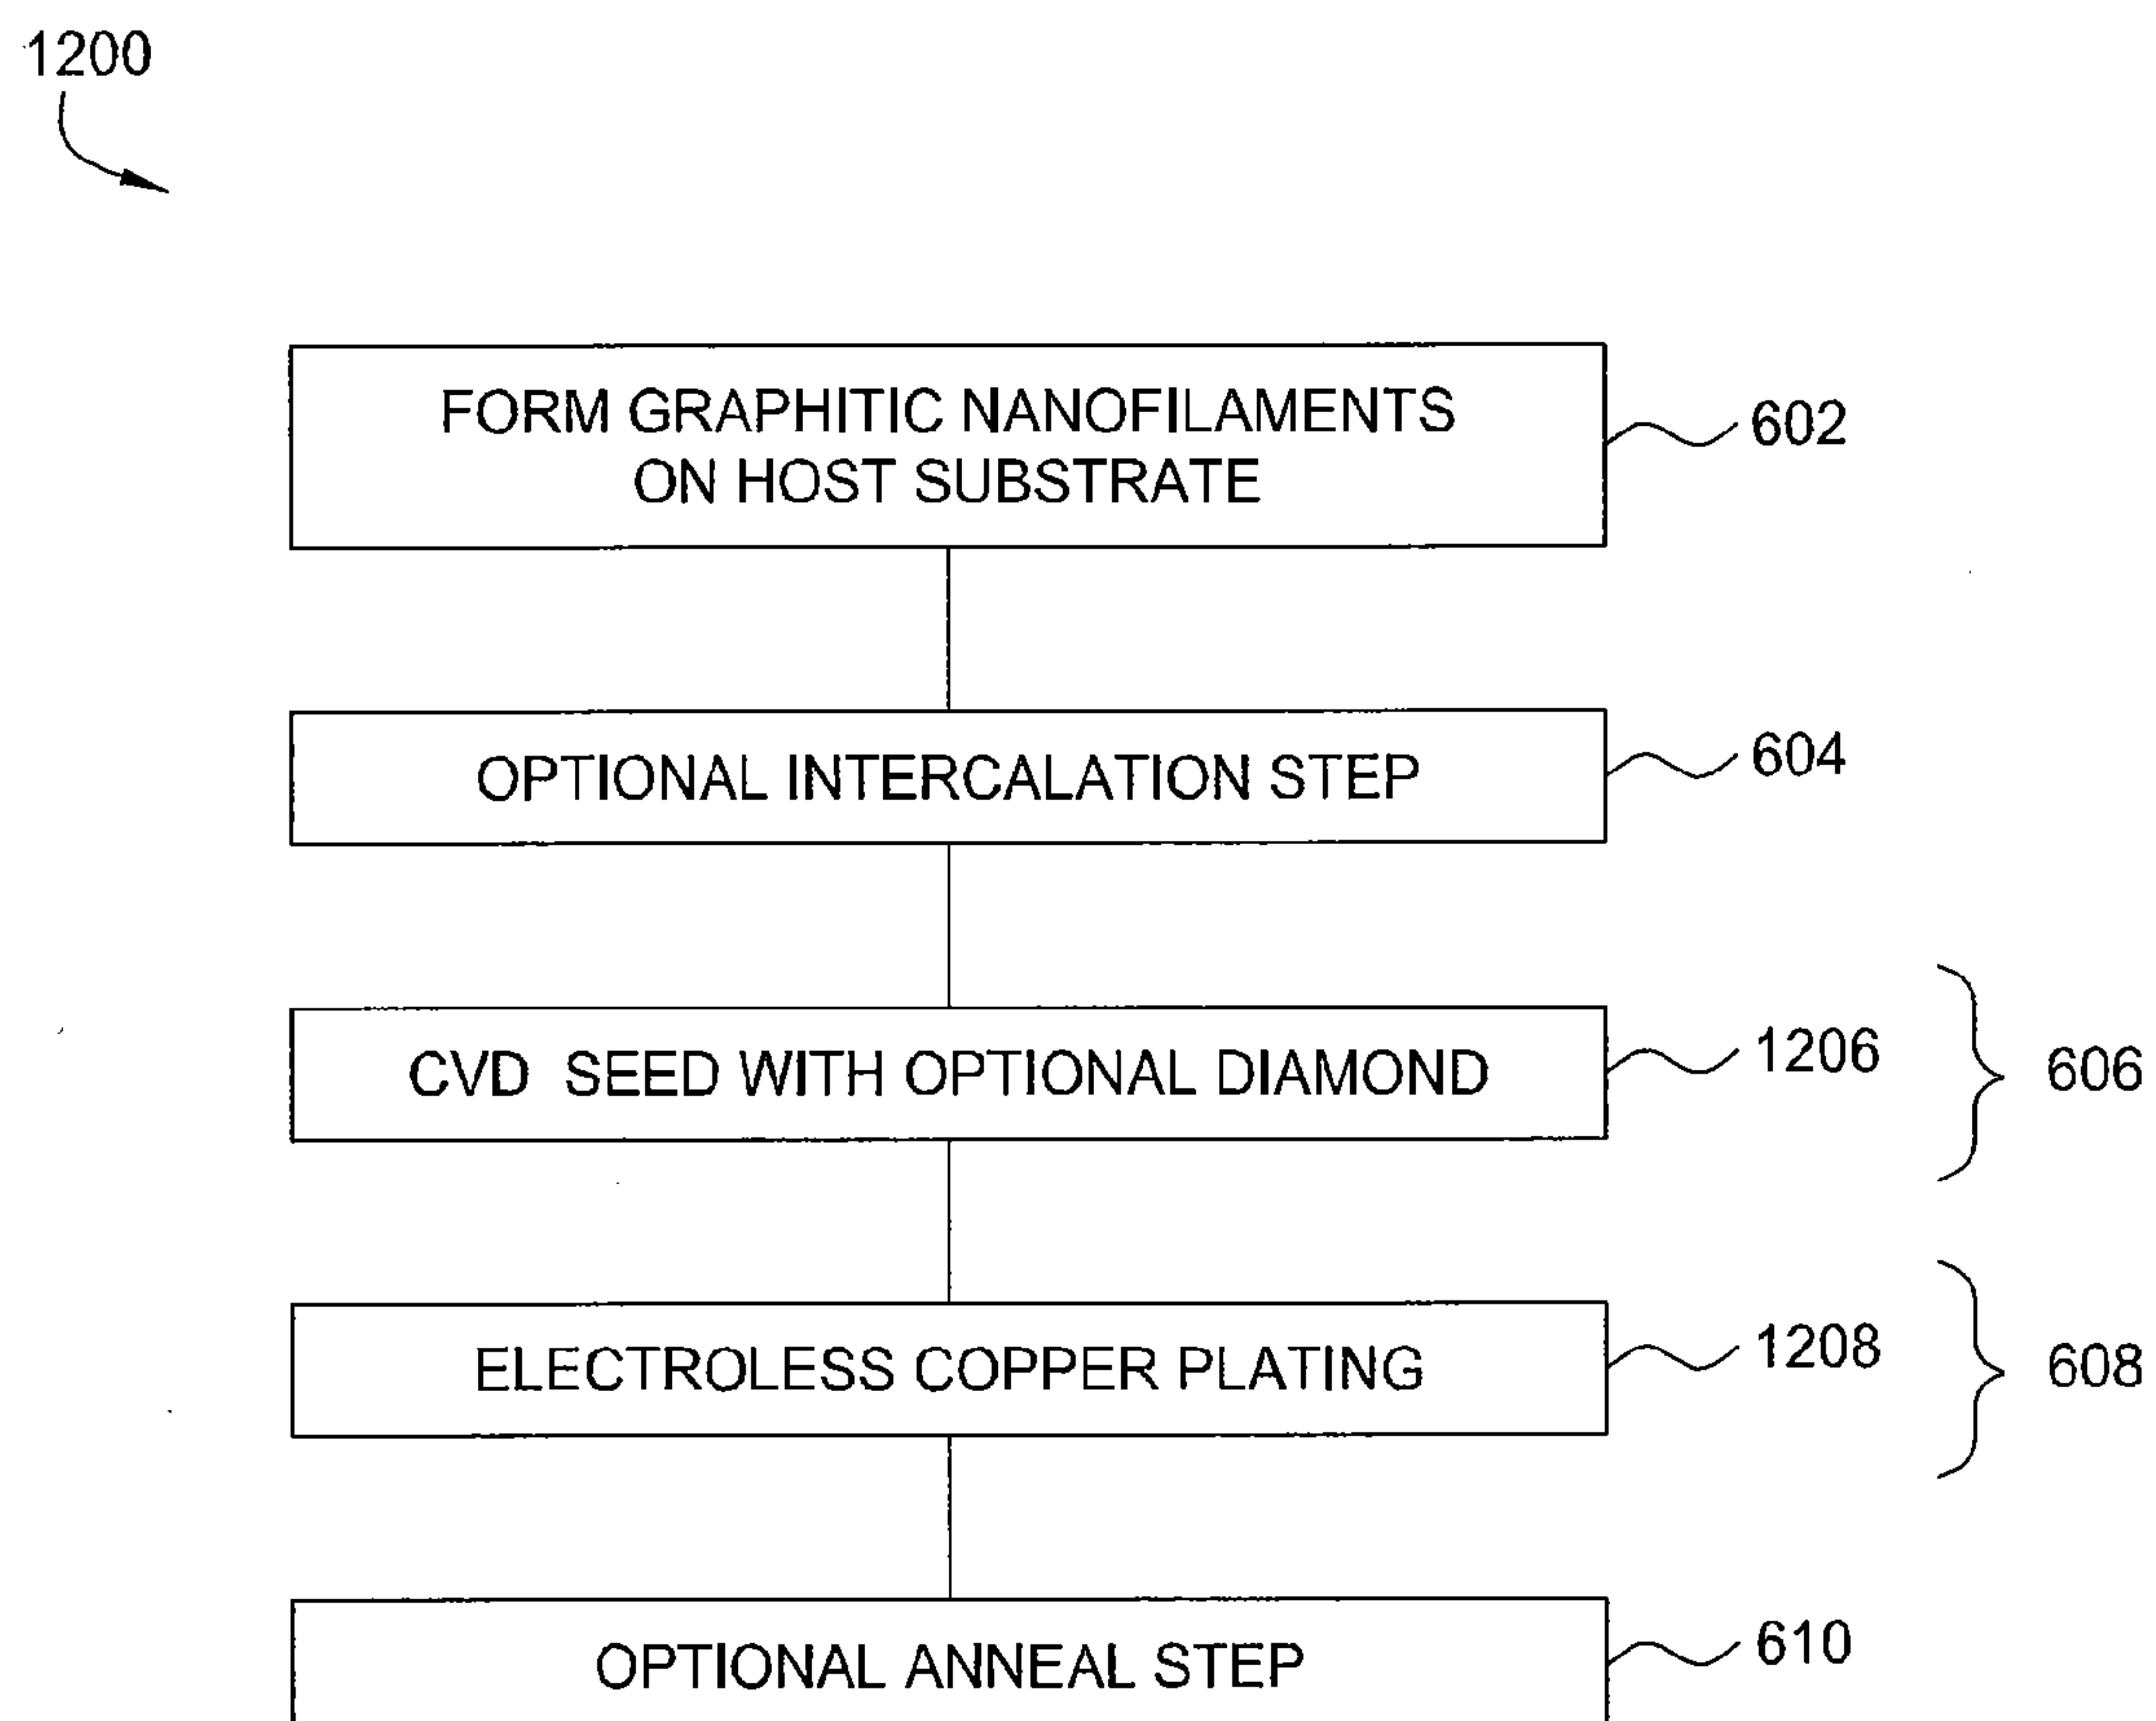 1200
FORM GRAPHITIC NANOFILAMENTS
ON HOST SUBSTRATE
602
OPTIONAL INTERCALATION STEP
604
CVD SEED WITH OPTIONAL DIAMOND
1206
606
ELECTROLESS COPPER PLATING
1208
608
OPTIONAL ANNEAL STEP
610